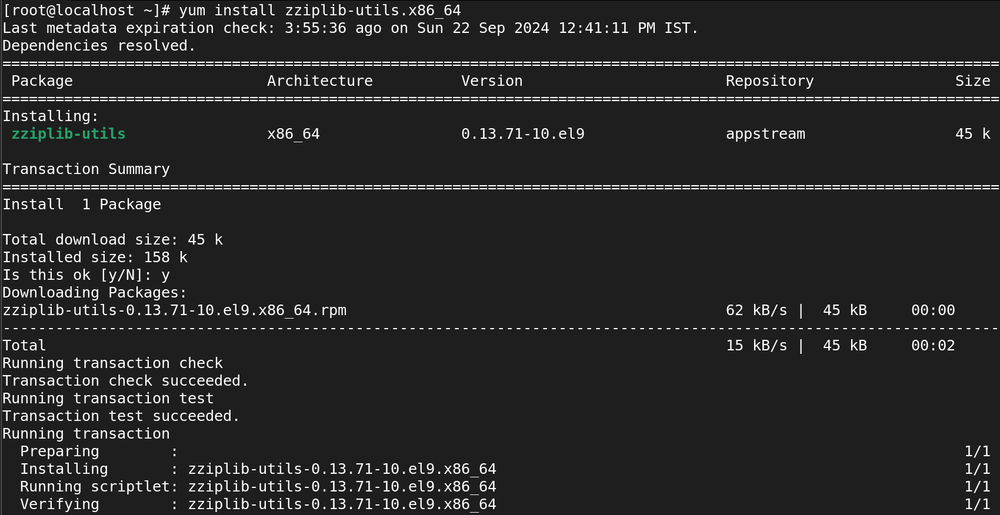 [root@localhost ~]# yum install zziplib-utils.x86_64
Last metadata expiration check: 3:55:36 ago on Sun 22 Sep 2024 12:41:11 PM IST.
Dependencies resolved.
=================================================================================================================
 Package                      Architecture          Version                       Repository                Size
=================================================================================================================
Installing:
 zziplib-utils                x86_64                0.13.71-10.el9                appstream                 45 k
Transaction Summary
=================================================================================================================
Install  1 Package
Total download size: 45 k
Installed size: 158 k
Is this ok [y/N]: y
Downloading Packages:
zziplib-utils-0.13.71-10.el9.x86_64.rpm                                           62 kB/s |  45 kB     00:00
-----------------------------------------------------------------------------------------------------------------
Total                                                                             15 kB/s |  45 kB     00:02
Running transaction check
Transaction check succeeded.
Running transaction test
Transaction test succeeded.
Running transaction
  Preparing        :                                                                                         1/1
  Installing       : zziplib-utils-0.13.71-10.el9.x86_64                                                     1/1
  Running scriptlet: zziplib-utils-0.13.71-10.el9.x86_64                                                     1/1
  Verifying        : zziplib-utils-0.13.71-10.el9.x86_64                                                     1/1